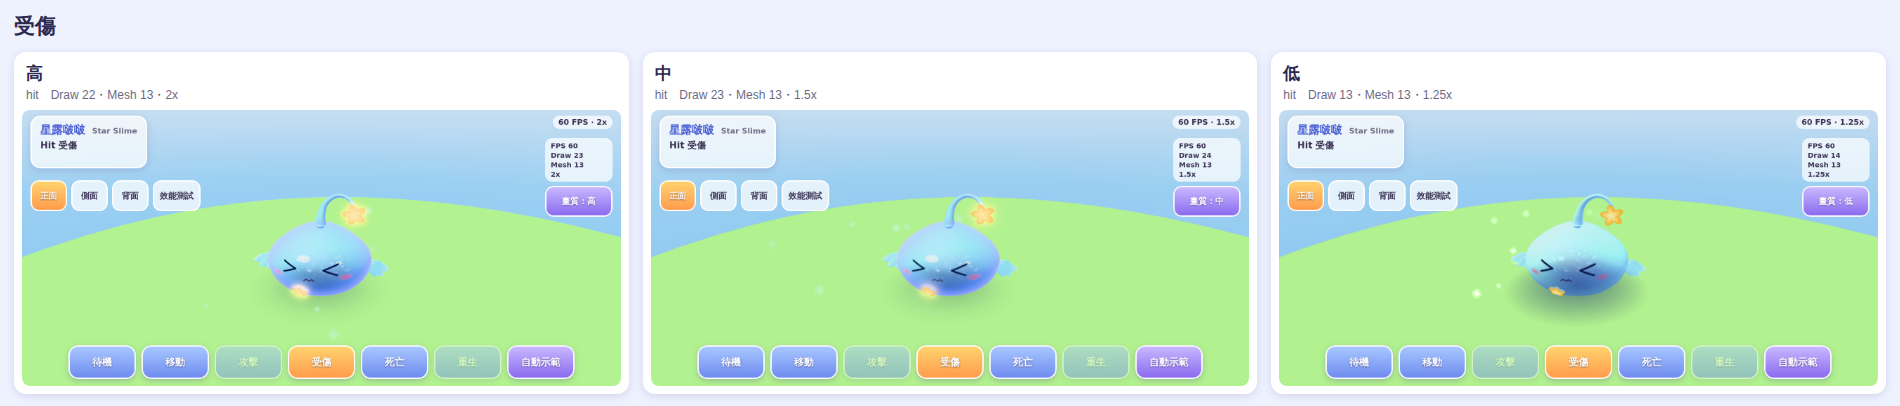 受傷
高
hit Draw 22・Mesh 13・2x
星露啵啵 Star Slime
Hit 受傷
60 FPS · 2x
FPS 60
Draw 23
Mesh 13
2x
畫質：高
正面 側面 背面 效能測試
待機 移動 攻擊 受傷 死亡 重生 自動示範
中
hit Draw 23・Mesh 13・1.5x
星露啵啵 Star Slime
Hit 受傷
60 FPS · 1.5x
FPS 60
Draw 24
Mesh 13
1.5x
畫質：中
正面 側面 背面 效能測試
待機 移動 攻擊 受傷 死亡 重生 自動示範
低
hit Draw 13・Mesh 13・1.25x
星露啵啵 Star Slime
Hit 受傷
60 FPS · 1.25x
FPS 60
Draw 14
Mesh 13
1.25x
畫質：低
正面 側面 背面 效能測試
待機 移動 攻擊 受傷 死亡 重生 自動示範